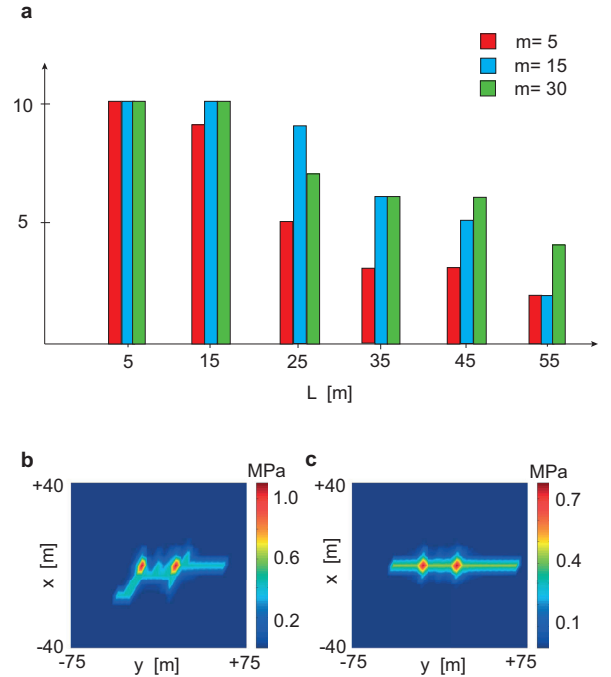 a
m= 5
m= 15
m= 30
10
5
5 15 25 35 45 55
L [m]
b
MPa
+40
x [m]
-40
-75 y [m] +75
1.0
0.6
0.2
c
MPa
+40
x [m]
-40
-75 y [m] +75
0.7
0.4
0.1